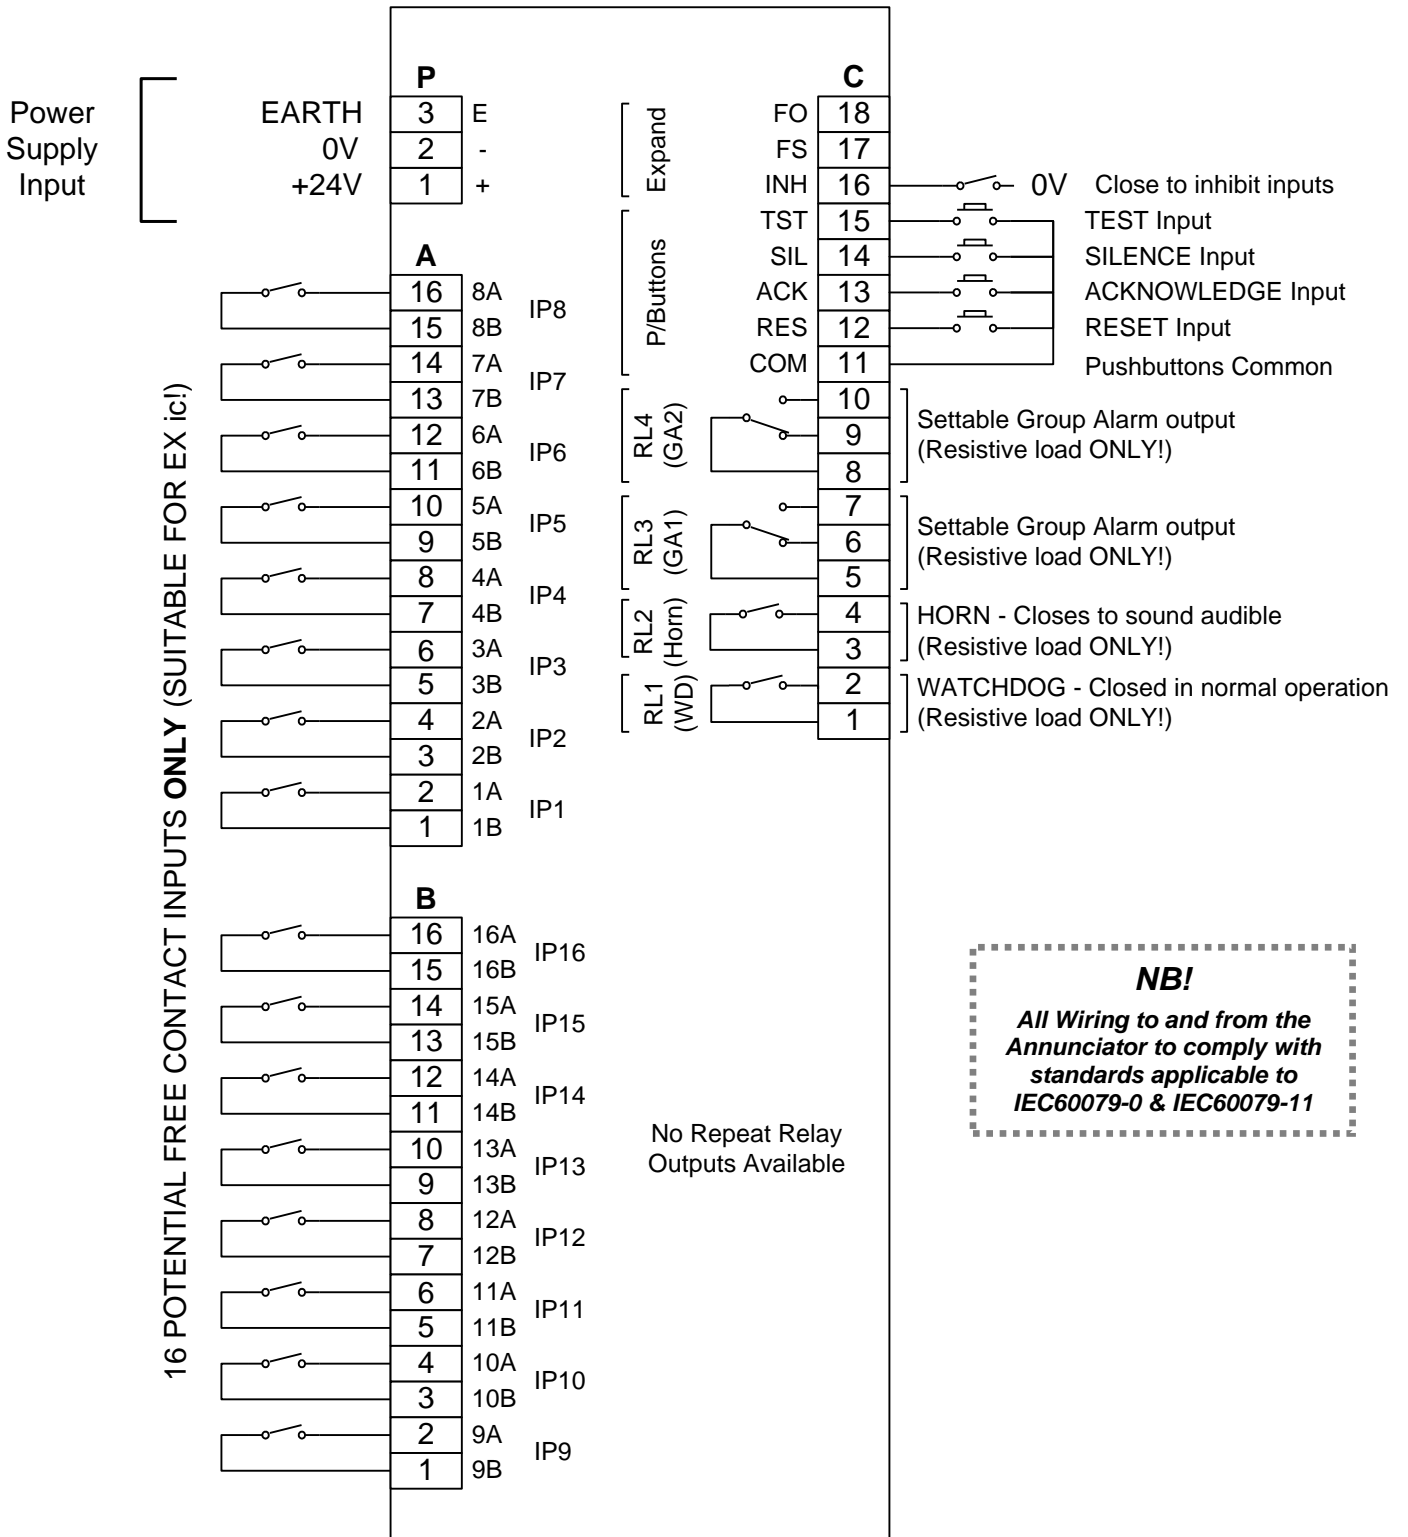 Power
Supply
Input
EARTH
0V
+24V
P
3 E
2 -
1 +
A
16 8A
15 8B
IP8
14 7A
13 7B
IP7
12 6A
11 6B
IP6
10 5A
9 5B
IP5
8 4A
7 4B
IP4
6 3A
5 3B
IP3
4 2A
3 2B
IP2
2 1A
1 1B
IP1
B
16 16A
15 16B
IP16
14 15A
13 15B
IP15
12 14A
11 14B
IP14
10 13A
9 13B
IP13
8 12A
7 12B
IP12
6 11A
5 11B
IP11
4 10A
3 10B
IP10
2 9A
1 9B
IP9
16 POTENTIAL FREE CONTACT INPUTS ONLY (SUITABLE FOR EX ic!)
Expand
P/Buttons
RL4
(GA2)
RL3
(GA1)
RL2
(Horn)
RL1
(WD)
C
FO 18
FS 17
INH 16 0V Close to inhibit inputs
TST 15 TEST Input
SIL 14 SILENCE Input
ACK 13 ACKNOWLEDGE Input
RES 12 RESET Input
COM 11 Pushbuttons Common
10
9
8
Settable Group Alarm output
(Resistive load ONLY!)
7
6
5
Settable Group Alarm output
(Resistive load ONLY!)
4
3
HORN - Closes to sound audible
(Resistive load ONLY!)
2
1
WATCHDOG - Closed in normal operation
(Resistive load ONLY!)
No Repeat Relay
Outputs Available
NB!
All Wiring to and from the
Annunciator to comply with
standards applicable to
IEC60079-0 & IEC60079-11